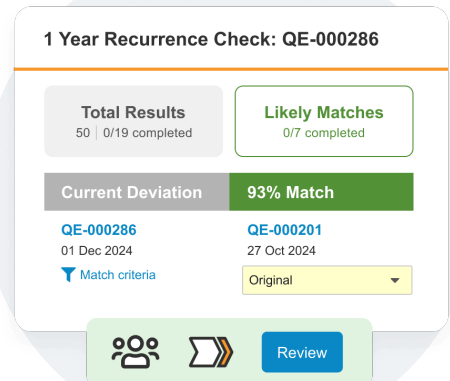 1 Year Recurrence Check: QE-000286
Total Results
50 | 0/19 completed
Likely Matches
0/7 completed
Current Deviation
93% Match
QE-000286
QE-000201
01 Dec 2024
27 Oct 2024
Match criteria
Original
Review